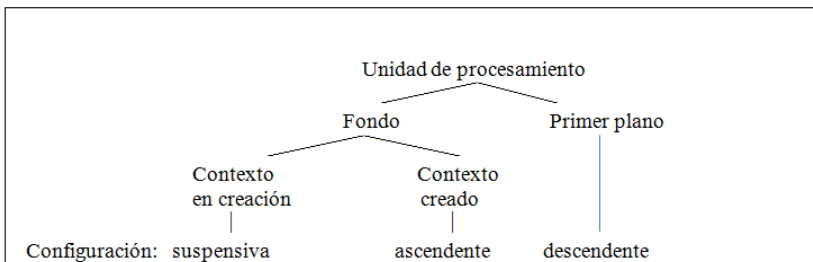 Unidad de procesamiento
Fondo Primer plano
Contexto Contexto
en creación creado
Configuración: suspensiva ascendente descendente